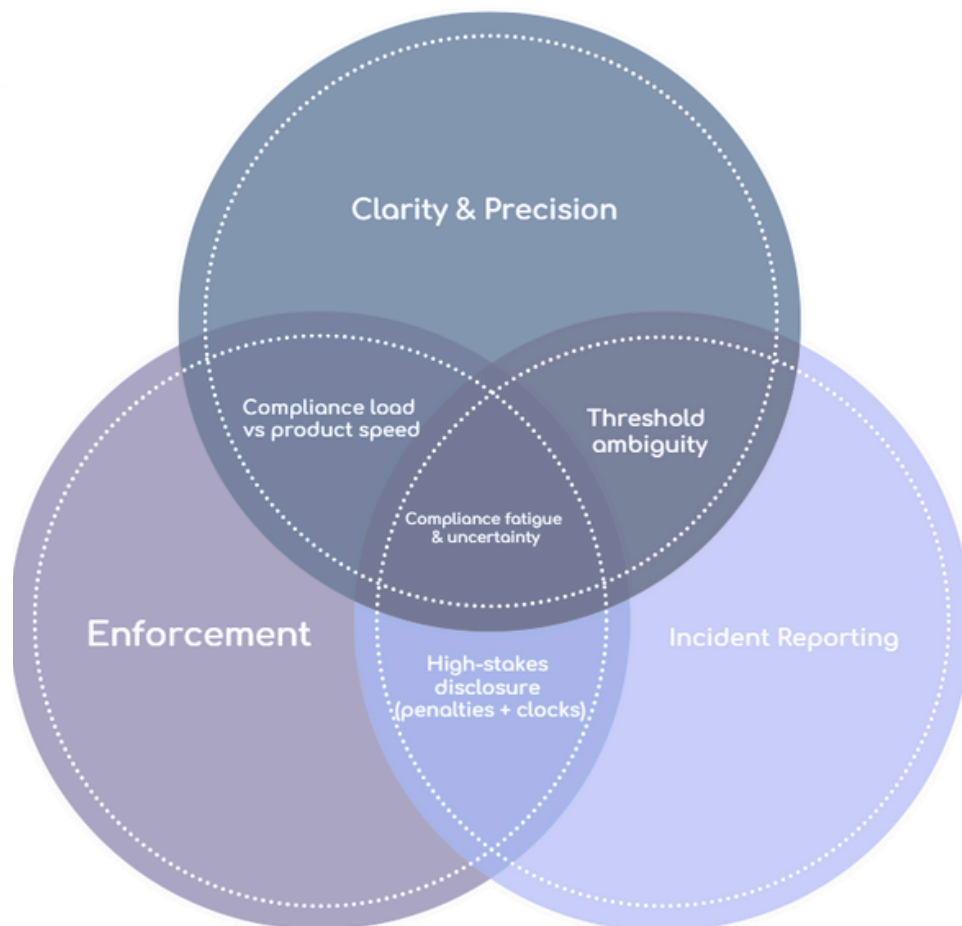 Clarity & Precision
Compliance load
vs product speed
Threshold
ambiguity
Compliance fatigue
& uncertainty
Enforcement
Incident Reporting
High-stakes
disclosure
(penalties + clocks)